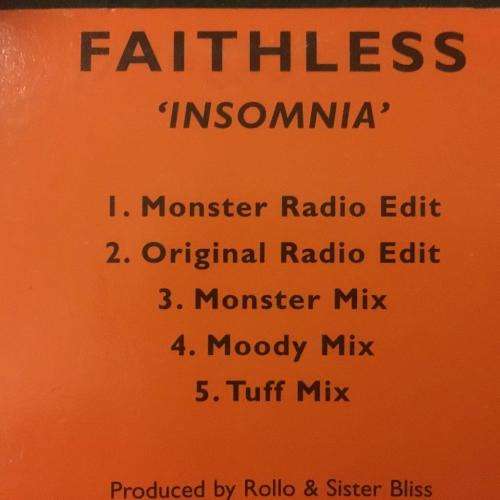 FAITHLESS
‘INSOMNIA’
1. Monster Radio Edit
2. Original Radio Edit
3. Monster Mix
4. Moody Mix
5. Tuff Mix
Produced by Rollo & Sister Bliss